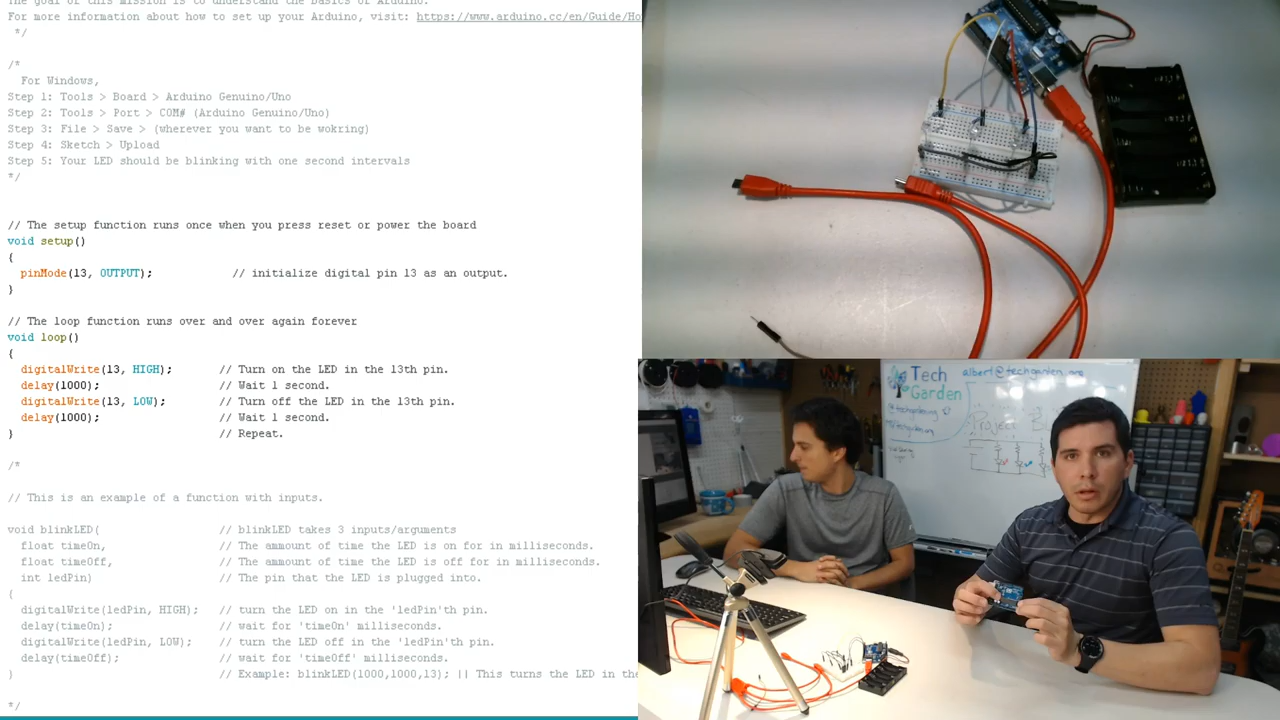 The goal of this mission is to understand the basics of Arduino.
For more information about how to set up your Arduino, visit: https://www.arduino.cc/en/Guide/Ho
*/
/*
For Windows,
Step 1: Tools > Board > Arduino Genuino/Uno
Step 2: Tools > Port > COM# (Arduino Genuino/Uno)
Step 3: File > Save > (wherever you want to be wokring)
Step 4: Sketch > Upload
Step 5: Your LED should be blinking with one second intervals
*/
// The setup function runs once when you press reset or power the board
void setup()
{
pinMode(13, OUTPUT); // initialize digital pin 13 as an output.
}
// The loop function runs over and over again forever
void loop()
{
digitalWrite(13, HIGH); // Turn on the LED in the 13th pin.
delay(1000); // Wait 1 second.
digitalWrite(13, LOW); // Turn off the LED in the 13th pin.
delay(1000); // Wait 1 second.
} // Repeat.
/*
// This is an example of a function with inputs.
void blinkLED( // blinkLED takes 3 inputs/arguments
float timeOn, // The ammount of time the LED is on for in milliseconds.
float timeOff, // The ammount of time the LED is off for in milliseconds.
int ledPin) // The pin that the LED is plugged into.
{
digitalWrite(ledPin, HIGH); // turn the LED on in the 'ledPin'th pin.
delay(timeOn); // wait for 'timeOn' milliseconds.
digitalWrite(ledPin, LOW); // turn the LED off in the 'ledPin'th pin.
delay(timeOff); // wait for 'timeOff' milliseconds.
} // Example: blinkLED(1000,1000,13); || This turns the LED in the
*/
Tech
Garden
albert@techgarden.org
Project